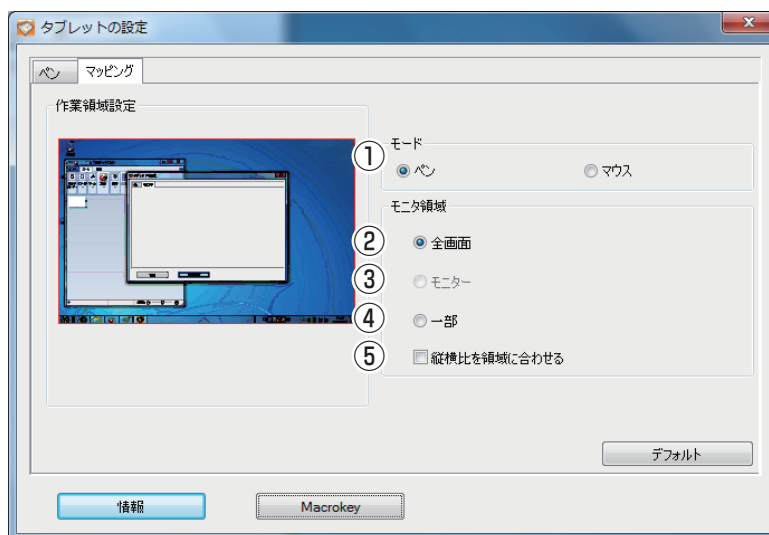 タブレットの設定
ペン
マッピング
作業領域設定
モード
①
ペン
マウス
モニタ領域
②
全画面
③
モニター
④
一部
⑤
縦横比を領域に合わせる
デフォルト
情報
Macrokey